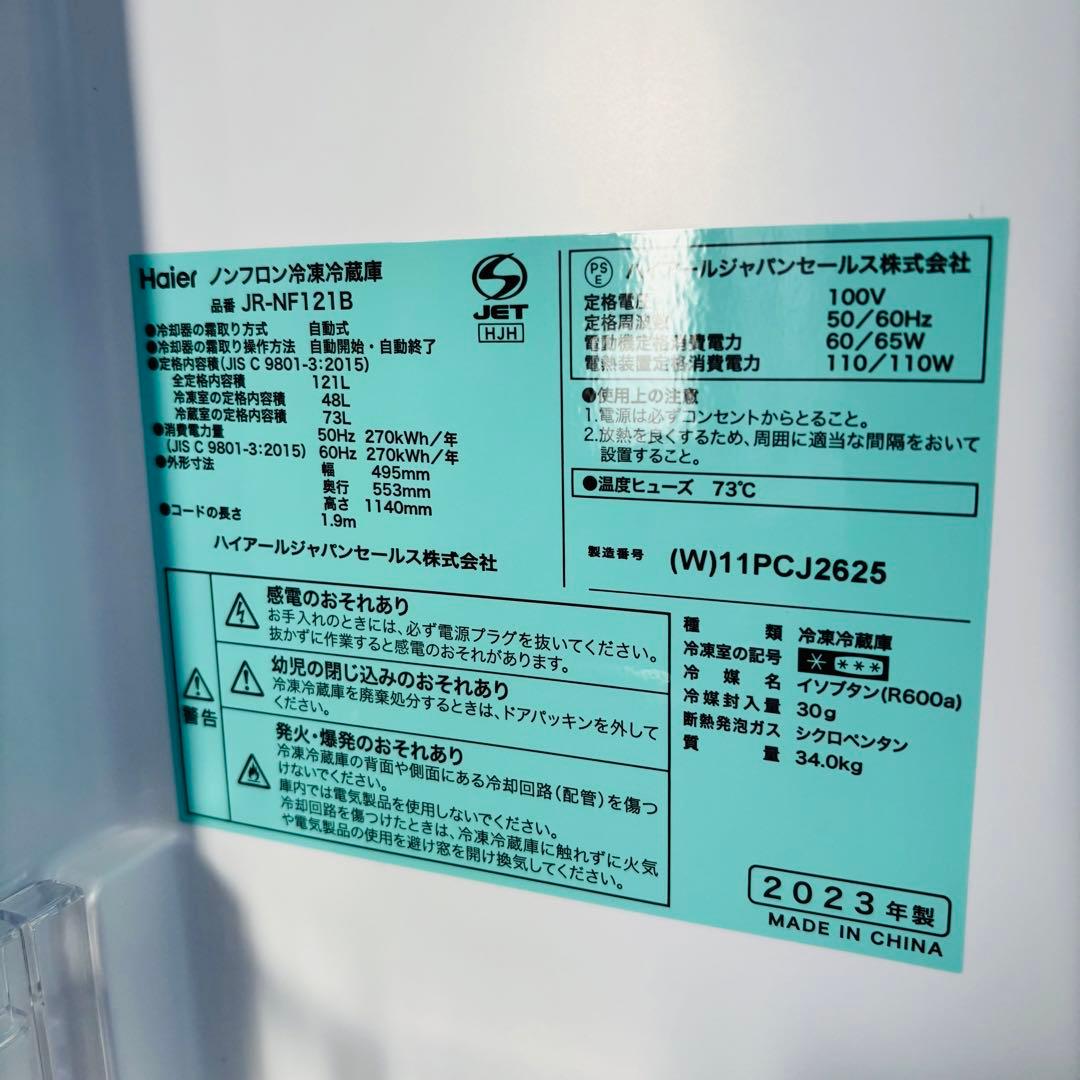 Haier ノンフロン冷凍冷蔵庫
品番 JR-NF121B
●冷却器の霜取り方式 自動式
●冷却器の霜取り操作方法 自動開始・自動終了
●定格内容積(JIS C 9801-3:2015)
全定格内容積 121L
冷凍室の定格内容積 48L
冷蔵室の定格内容積 73L
●消費電力量 50Hz 270kWh/年
(JIS C 9801-3:2015) 60Hz 270kWh/年
●外形寸法 幅 495mm
奥行 553mm
高さ 1140mm
●コードの長さ 1.9m
ハイアールジャパンセールス株式会社
JET
HJH
PS
E
ハイアールジャパンセールス株式会社
定格電圧 100V
定格周波数 50/60Hz
電動機定格消費電力 60/65W
電熱装置定格消費電力 110/110W
●使用上の注意
1.電源は必ずコンセントからとること。
2.放熱を良くするため、周囲に適当な間隔をおいて
設置すること。
●温度ヒューズ 73℃
製造番号 (W)11PCJ2625
種類 冷凍冷蔵庫
冷凍室の記号 * ***
冷媒名 イソブタン(R600a)
冷媒封入量 30g
断熱発泡ガス シクロペンタン
質量 34.0kg
警告
感電のおそれあり
お手入れのときには、必ず電源プラグを抜いてください。
抜かずに作業すると感電のおそれがあります。
幼児の閉じ込みのおそれあり
冷凍冷蔵庫を廃棄処分するときは、ドアパッキンを外して
ください。
発火・爆発のおそれあり
冷凍冷蔵庫の背面や側面にある冷却回路(配管)を傷つ
けないでください。
庫内では電気製品を使用しないでください。
冷却回路を傷つけたときは、冷凍冷蔵庫に触れずに火気
や電気製品の使用を避け窓を開け換気してください。
2023年製
MADE IN CHINA